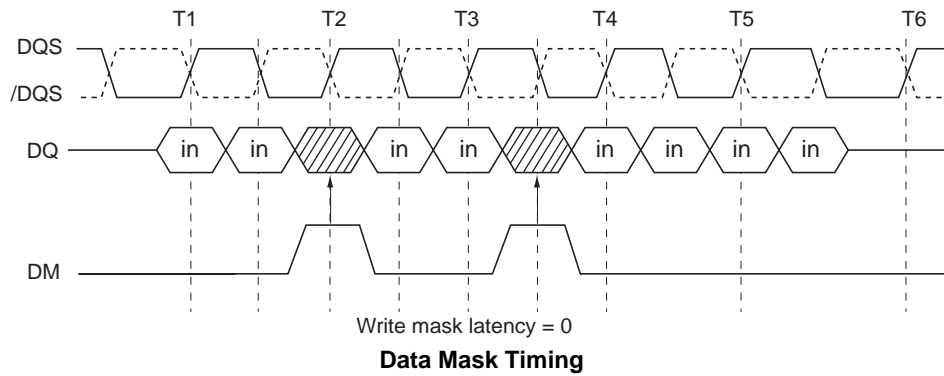 T1 T2 T3 T4 T5 T6
DQS
/DQS
DQ in in in in in in in in
DM
Write mask latency = 0
Data Mask Timing